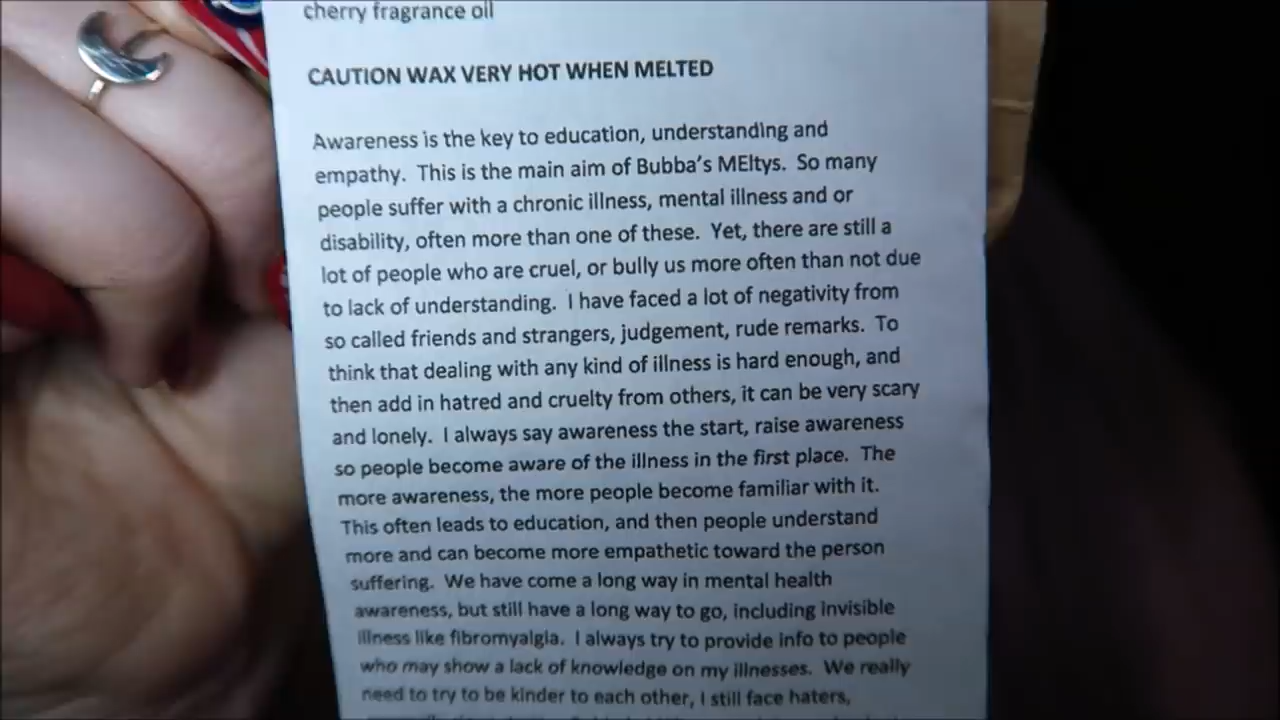 cherry fragrance oil
CAUTION WAX VERY HOT WHEN MELTED
Awareness is the key to education, understanding and
empathy. This is the main aim of Bubba's MEltys. So many
people suffer with a chronic illness, mental illness and or
disability, often more than one of these. Yet, there are still a
lot of people who are cruel, or bully us more often than not due
to lack of understanding. I have faced a lot of negativity from
so called friends and strangers, judgement, rude remarks. To
think that dealing with any kind of illness is hard enough, and
then add in hatred and cruelty from others, it can be very scary
and lonely. I always say awareness the start, raise awareness
so people become aware of the illness in the first place. The
more awareness, the more people become familiar with it.
This often leads to education, and then people understand
more and can become more empathetic toward the person
suffering. We have come a long way in mental health
awareness, but still have a long way to go, including invisible
illness like fibromyalgia. I always try to provide info to people
who may show a lack of knowledge on my illnesses. We really
need to try to be kinder to each other, I still face haters,